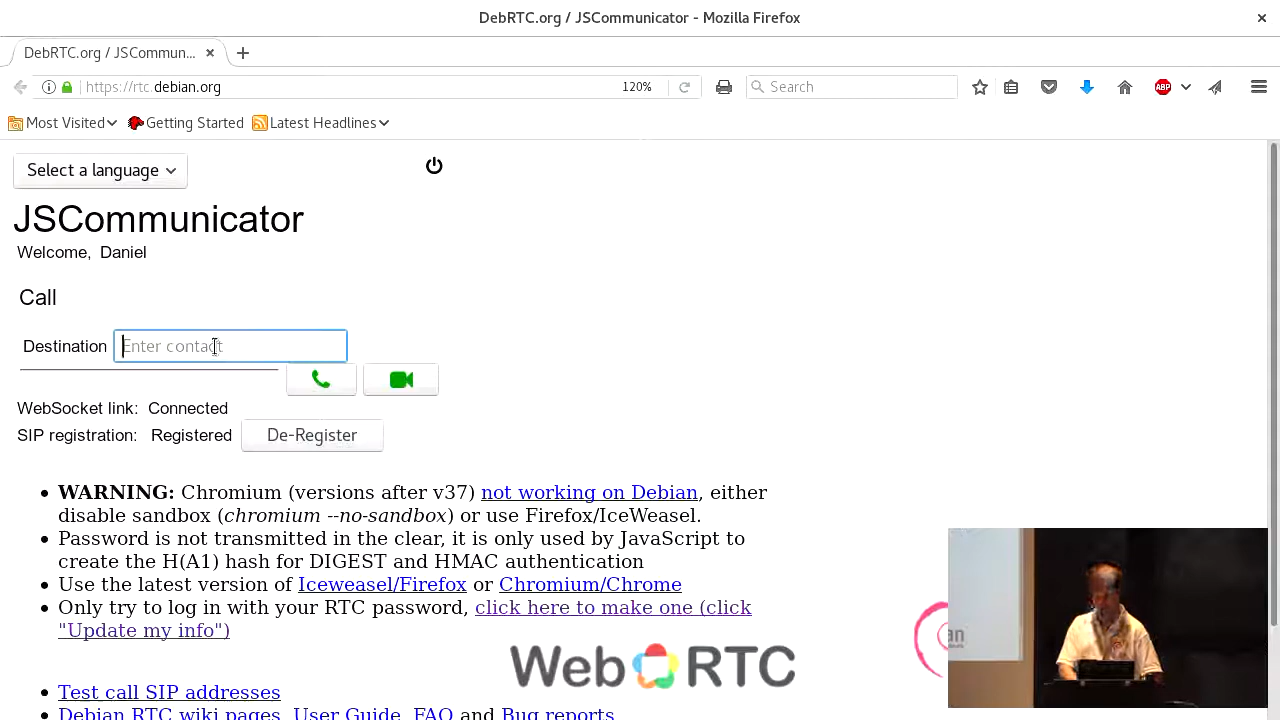 DebRTC.org / JSCommunicator - Mozilla Firefox
DebRTC.org / JSCommun...
https://rtc.debian.org
120%
Search
ABP
Most Visited
Getting Started
Latest Headlines
Select a language
JSCommunicator
Welcome, Daniel
Call
Destination
Enter contact
WebSocket link: Connected
SIP registration: Registered
De-Register
WARNING: Chromium (versions after v37) not working on Debian, either
disable sandbox (chromium --no-sandbox) or use Firefox/IceWeasel.
Password is not transmitted in the clear, it is only used by JavaScript to
create the H(A1) hash for DIGEST and HMAC authentication
Use the latest version of Iceweasel/Firefox or Chromium/Chrome
Only try to log in with your RTC password, click here to make one (click
"Update my info")
Web RTC
Test call SIP addresses
Debian RTC wiki pages, User Guide, FAQ and Bug reports